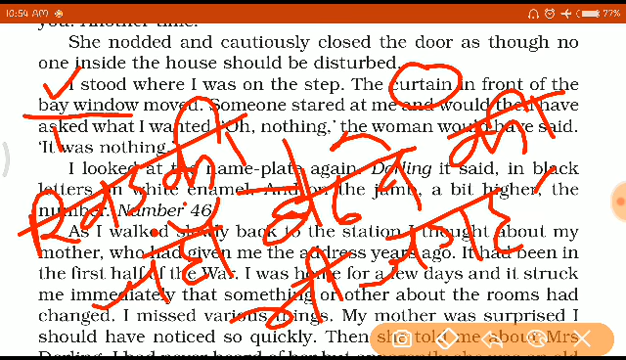 10:54 AM 77%
you. Another time.
She nodded and cautiously closed the door as though no
one inside the house should be disturbed.
I stood where I was on the step. The curtain in front of the
bay window moved. Someone stared at me and would then have
asked what I wanted. 'Oh, nothing,' the woman would have said.
'It was nothing.'
I looked at the name-plate again. Dorling it said, in black
letters on white enamel. And on the jamb, a bit higher, the
number. Number 46.
As I walked slowly back to the station I thought about my
mother, who had given me the address years ago. It had been in
the first half of the War. I was home for a few days and it struck
me immediately that something or other about the rooms had
changed. I missed various things. My mother was surprised I
should have noticed so quickly. Then she told me about Mrs
खिड़की
जगह